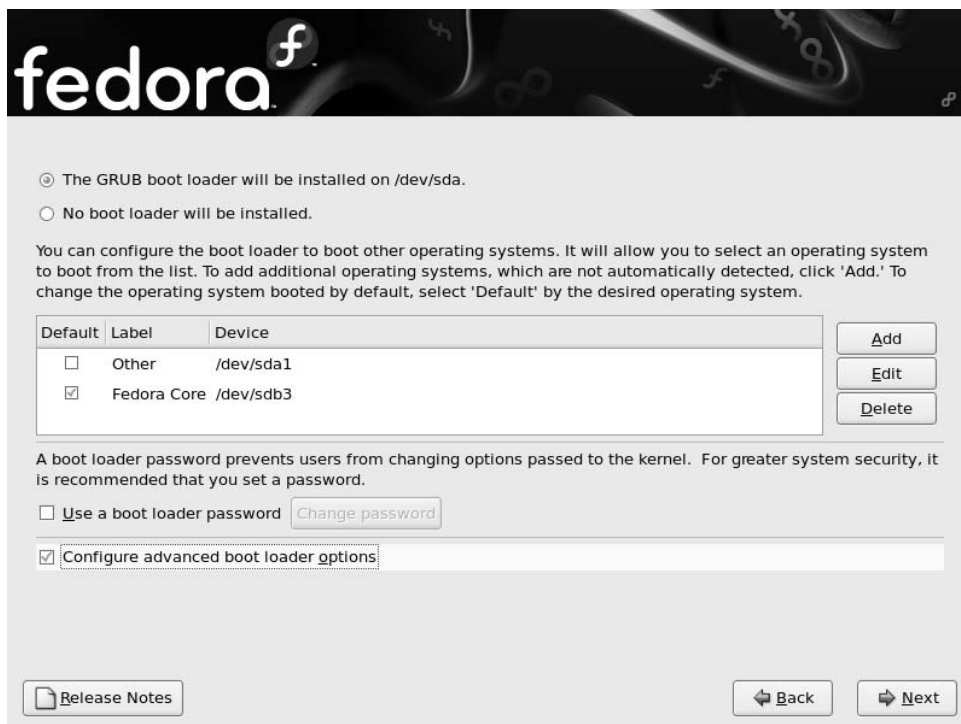 fedora
The GRUB boot loader will be installed on /dev/sda.
No boot loader will be installed.
You can configure the boot loader to boot other operating systems. It will allow you to select an operating system
to boot from the list. To add additional operating systems, which are not automatically detected, click 'Add.' To
change the operating system booted by default, select 'Default' by the desired operating system.
Default Label Device
Other /dev/sda1
Fedora Core /dev/sdb3
Add
Edit
Delete
A boot loader password prevents users from changing options passed to the kernel. For greater system security, it
is recommended that you set a password.
Use a boot loader password Change password
Configure advanced boot loader options
Release Notes Back Next